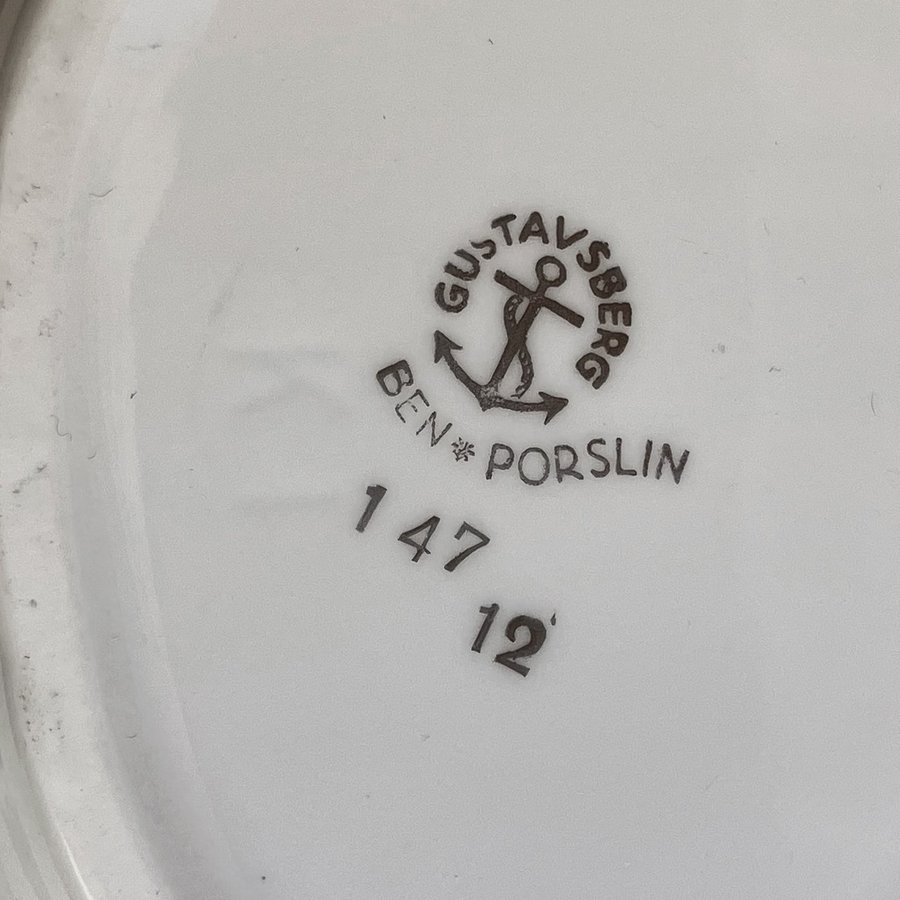 GUSTAVSBERG
BEN * PORSLIN
147
12